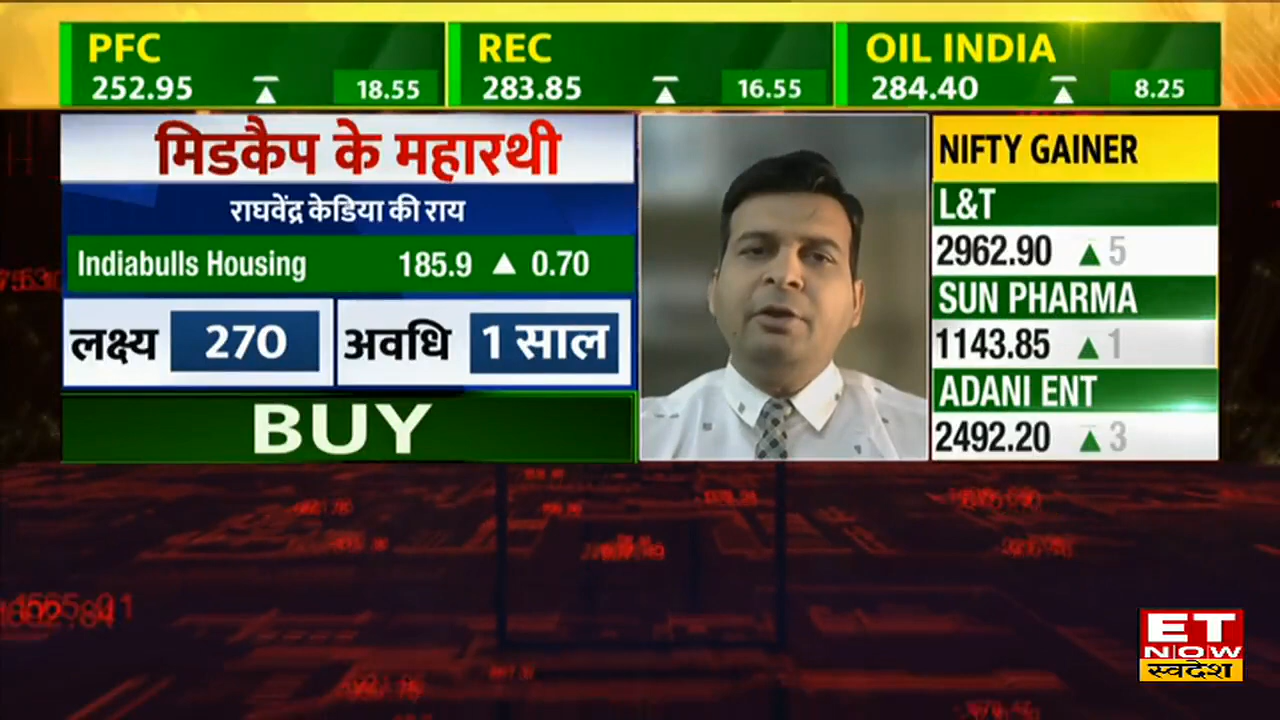 PFC
252.95 18.55
REC
283.85 16.55
OIL INDIA
284.40 8.25
मिडकैप के महारथी
राघवेंद्र केडिया की राय
Indiabulls Housing 185.9 ▲ 0.70
लक्ष्य 270 अवधि 1 साल
BUY
NIFTY GAINER
L&T
2962.90 ▲ 5
SUN PHARMA
1143.85 ▲ 1
ADANI ENT
2492.20 ▲ 3
ET
NOW
स्वदेश